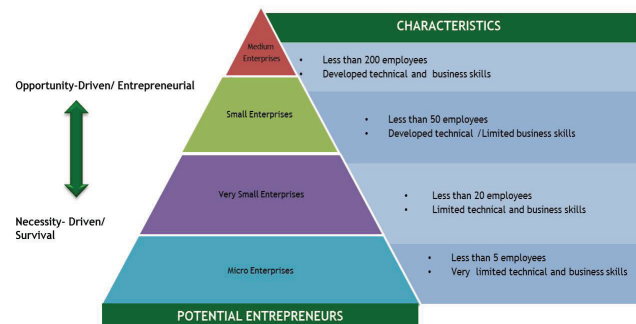 CHARACTERISTICS
Medium
Enterprises
• Less than 200 employees
• Developed technical and business skills
Opportunity-Driven/ Entrepreneurial
Small Enterprises
• Less than 50 employees
• Developed technical /Limited business skills
Very Small Enterprises
• Less than 20 employees
• Limited technical and business skills
Necessity- Driven/
Survival
Micro Enterprises
• Less than 5 employees
• Very limited technical and business skills
POTENTIAL ENTREPRENEURS